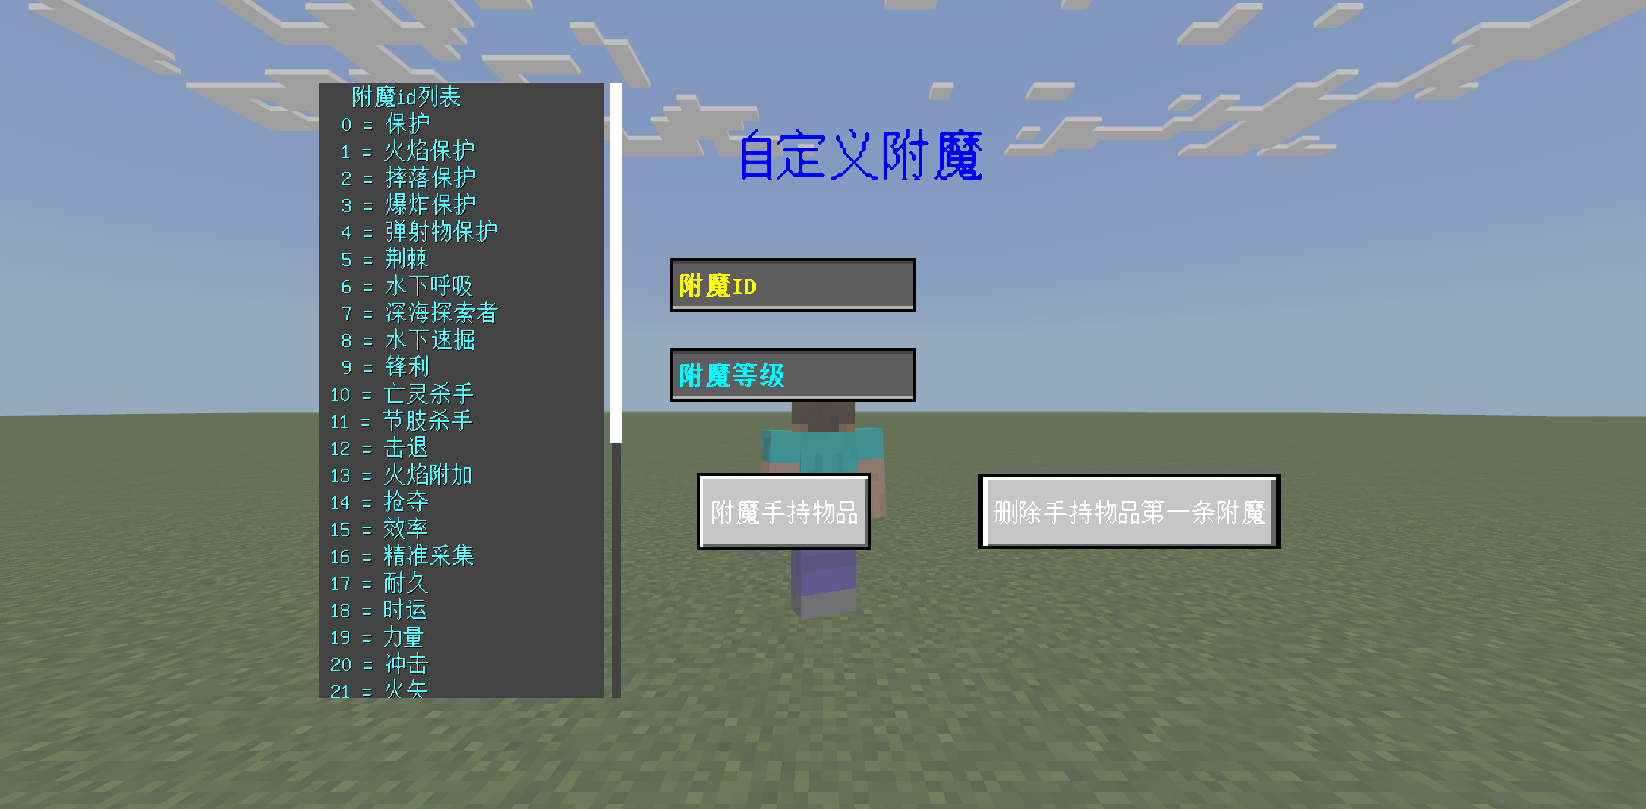 附魔id列表
0 = 保护
1 = 火焰保护
2 = 摔落保护
3 = 爆炸保护
4 = 弹射物保护
5 = 荆棘
6 = 水下呼吸
7 = 深海探索者
8 = 水下速掘
9 = 锋利
10 = 亡灵杀手
11 = 节肢杀手
12 = 击退
13 = 火焰附加
14 = 抢夺
15 = 效率
16 = 精准采集
17 = 耐久
18 = 时运
19 = 力量
20 = 冲击
21 = 火矢
自定义附魔
附魔ID
附魔等级
附魔手持物品
删除手持物品第一条附魔